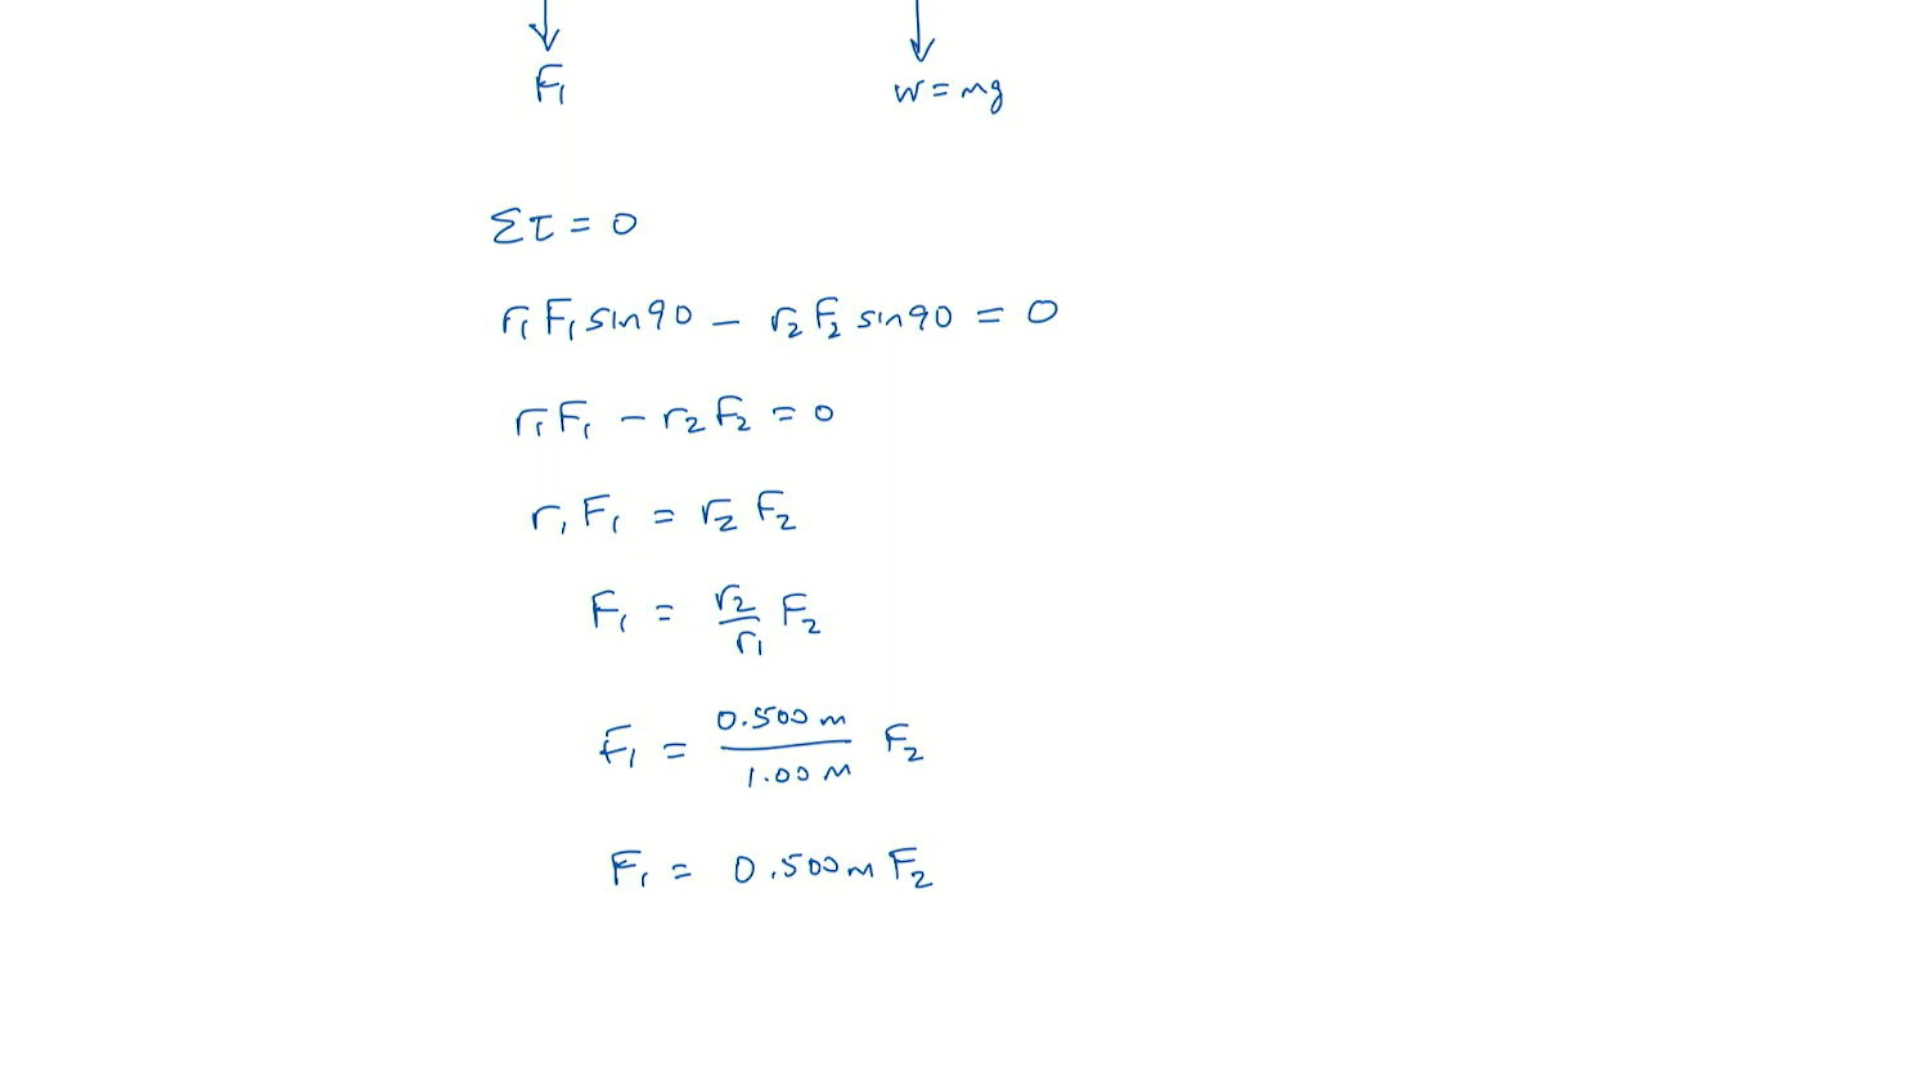 F₁ w = mg
Στ = 0
r₁ F₁ sin90 − r₂ F₂ sin90 = 0
r₁ F₁ − r₂ F₂ = 0
r₁ F₁ = r₂ F₂
F₁ = r₂/r₁ F₂
F₁ = 0.500 m/1.00 m F₂
F₁ = 0.500 m F₂